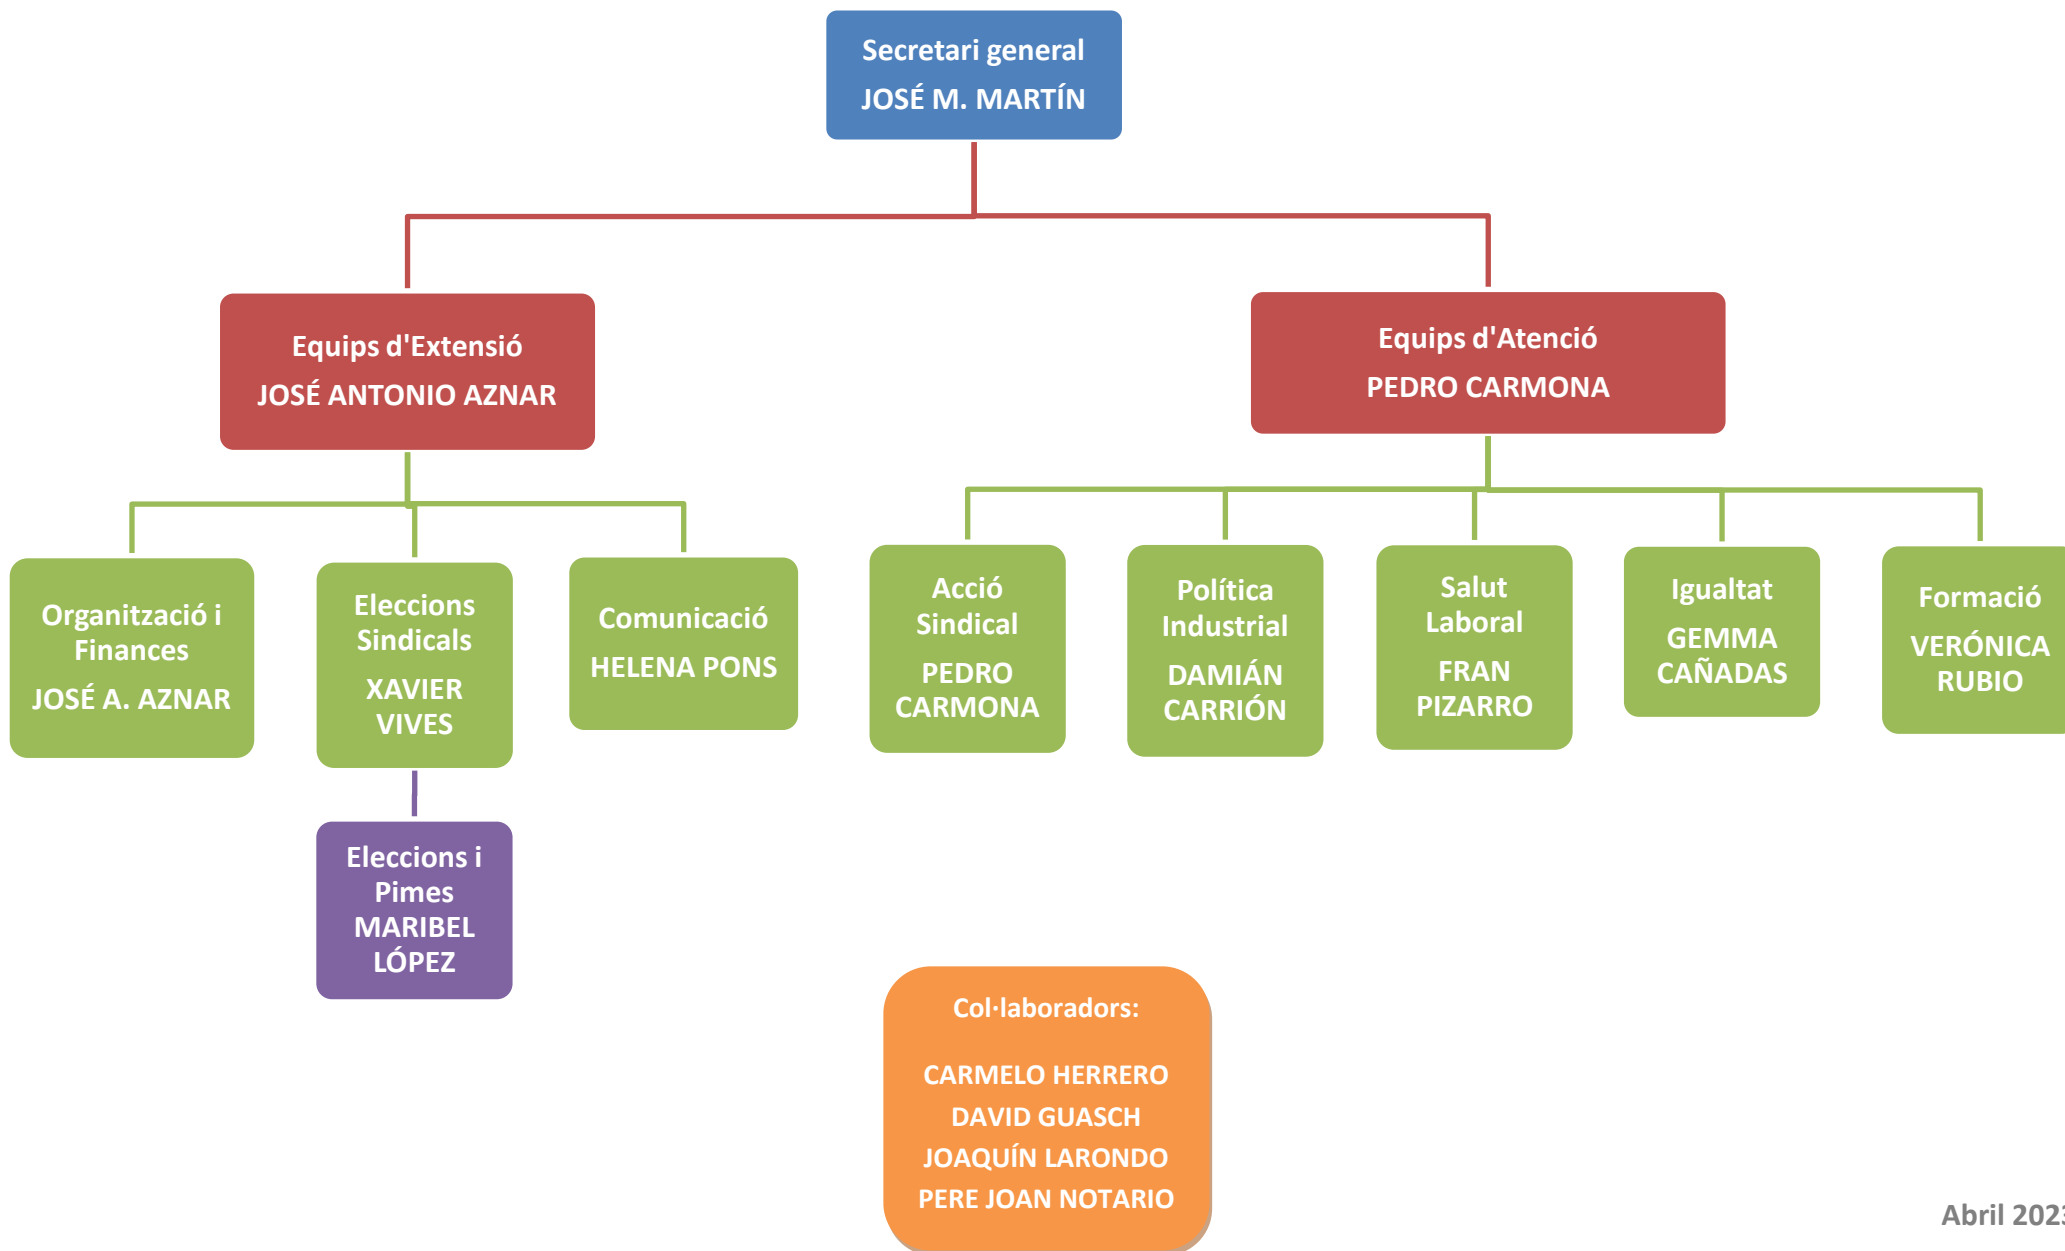 Secretari general
JOSÉ M. MARTÍN
Equips d'Extensió
JOSÉ ANTONIO AZNAR
Equips d'Atenció
PEDRO CARMONA
Organització i
Finances
JOSÉ A. AZNAR
Eleccions
Sindicals
XAVIER
VIVES
Comunicació
HELENA PONS
Acció
Sindical
PEDRO
CARMONA
Política
Industrial
DAMIÁN
CARRIÓN
Salut
Laboral
FRAN
PIZARRO
Igualtat
GEMMA
CAÑADAS
Formació
VERÓNICA
RUBIO
Eleccions i
Pimes
MARIBEL
LÓPEZ
Col·laboradors:
CARMELO HERRERO
DAVID GUASCH
JOAQUÍN LARONDO
PERE JOAN NOTARIO
Abril 2023